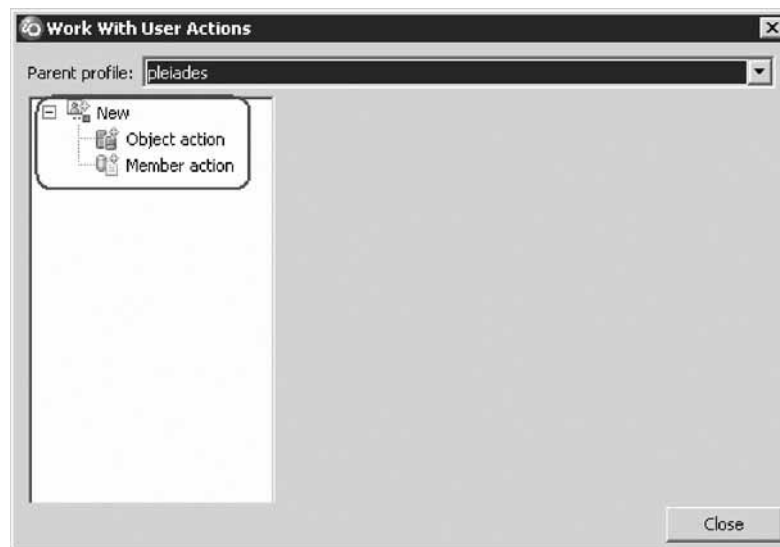 Work With User Actions
Parent profile: pleiades
New
Object action
Member action
Close